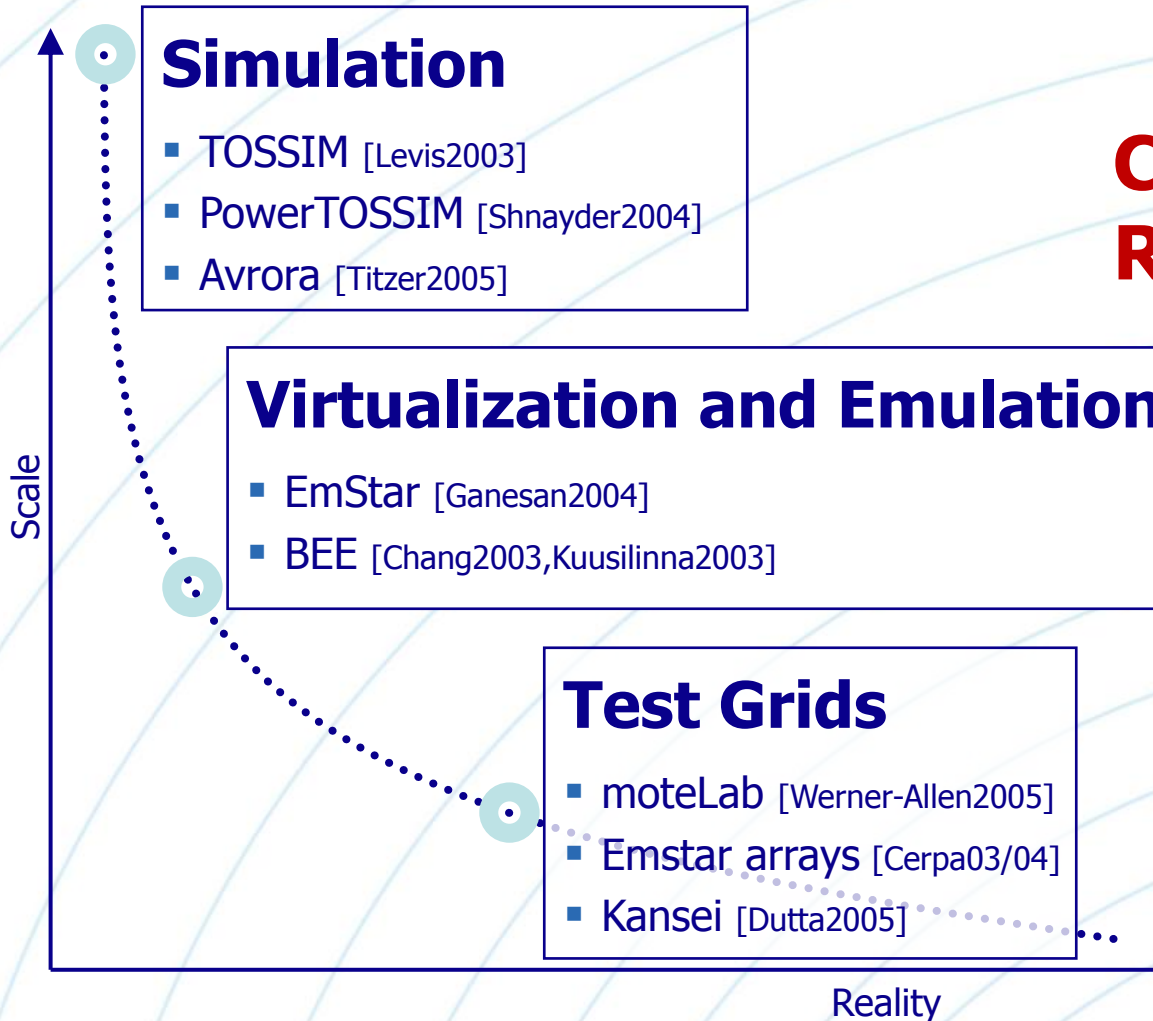 Simulation
▪ TOSSIM [Levis2003]
▪ PowerTOSSIM [Shnayder2004]
▪ Avrora [Titzer2005]
Virtualization and Emulation
▪ EmStar [Ganesan2004]
▪ BEE [Chang2003,Kuusilinna2003]
Scale
Test Grids
▪ moteLab [Werner-Allen2005]
▪ Emstar arrays [Cerpa03/04]
▪ Kansei [Dutta2005]
Reality